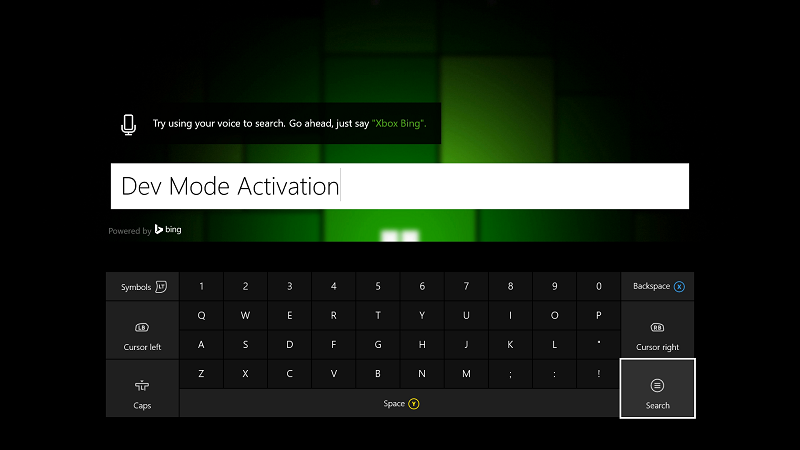 Try using your voice to search. Go ahead, just say "Xbox Bing".
Dev Mode Activation
Powered by bing
Symbols LT 1 2 3 4 5 6 7 8 9 0 Backspace X
Q W E R T Y U I O P
LB RB
Cursor left A S D F G H J K L " Cursor right
Z X C V B N M ; : !
Caps Space Y Search